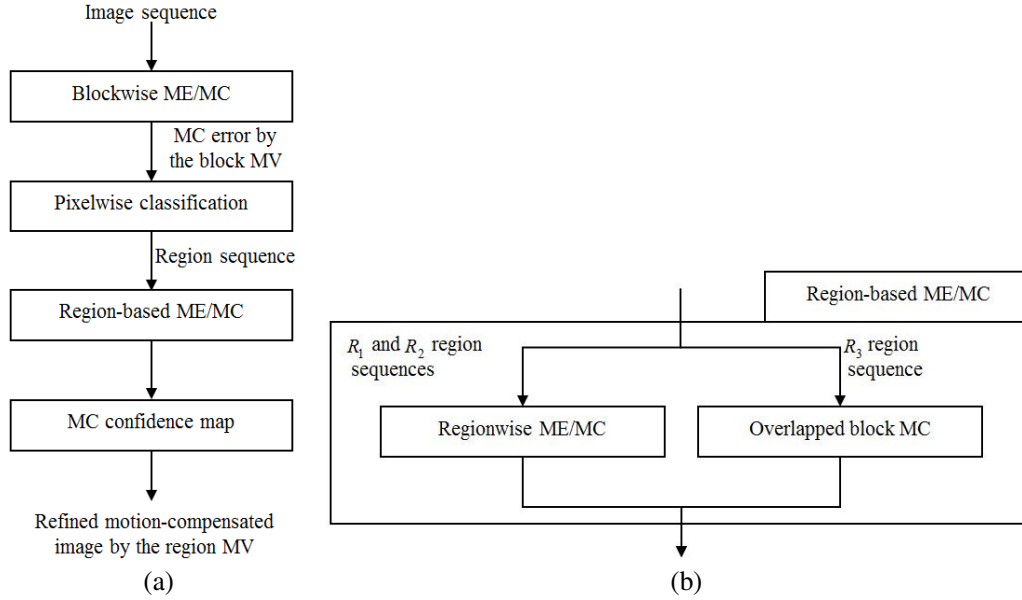 Image sequence
Blockwise ME/MC
MC error by
the block MV
Pixelwise classification
Region sequence
Region-based ME/MC
MC confidence map
Refined motion-compensated
image by the region MV
(a)
Region-based ME/MC
R₁ and R₂ region
sequences
R₃ region
sequence
Regionwise ME/MC
Overlapped block MC
(b)